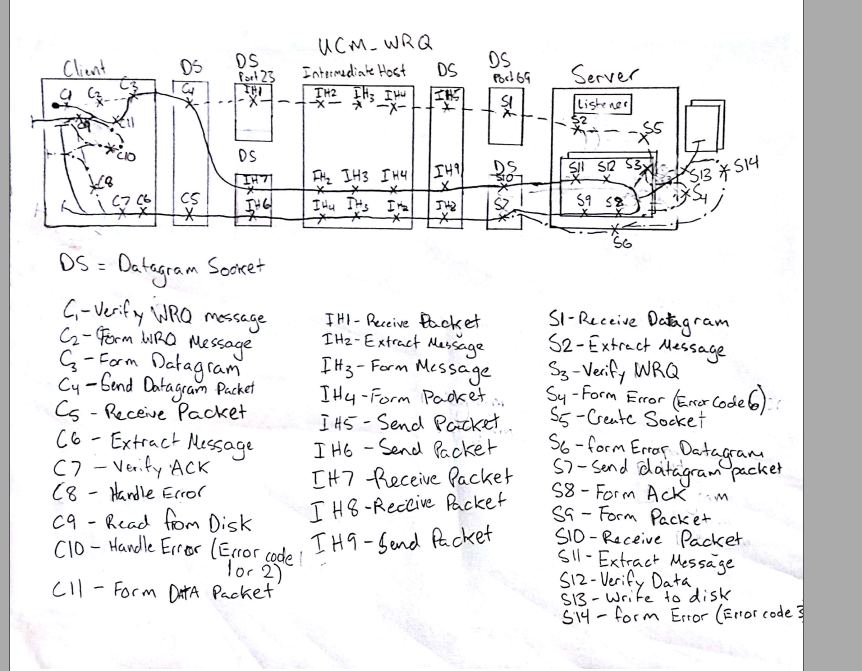 UCM_WRQ
Client
DS
DS
Port 23
Intermediate Host
DS
DS
Port 69
Server
C1 C2 C3
C4
IH1
IH2 IH3 IH4
IH5
S1
Listener
S2
S5
C9 C11
C10
DS
DS
C8
IH7
IH2 IH3 IH4
IH9
S10
S11 S12 S3
S13 S14
C7 C6
C5
IH6
IH4 IH3 IH2
S7
S9 S8
S4
S6
DS = Datagram Socket
C1 - Verify WRQ message
C2 - Form WRQ Message
C3 - Form Datagram
C4 - Send Datagram Packet
C5 - Receive Packet
C6 - Extract Message
C7 - Verify ACK
C8 - Handle Error
C9 - Read from Disk
C10 - Handle Error (Error code 1
or 2)
C11 - Form DATA Packet
IH1 - Receive Packet
IH2 - Extract Message
IH3 - Form Message
IH4 - Form Packet
IH5 - Send Packet
IH6 - Send Packet
IH7 - Receive Packet
IH8 - Receive Packet
IH9 - Send Packet
S1 - Receive Datagram
S2 - Extract Message
S3 - Verify WRQ
S4 - Form Error (Error Code 6)
S5 - Create Socket
S6 - form Error Datagram
S7 - Send datagram packet
S8 - Form Ack
S9 - Form Packet
S10 - Receive Packet
S11 - Extract Message
S12 - Verify Data
S13 - Write to disk
S14 - form Error (Error code 3